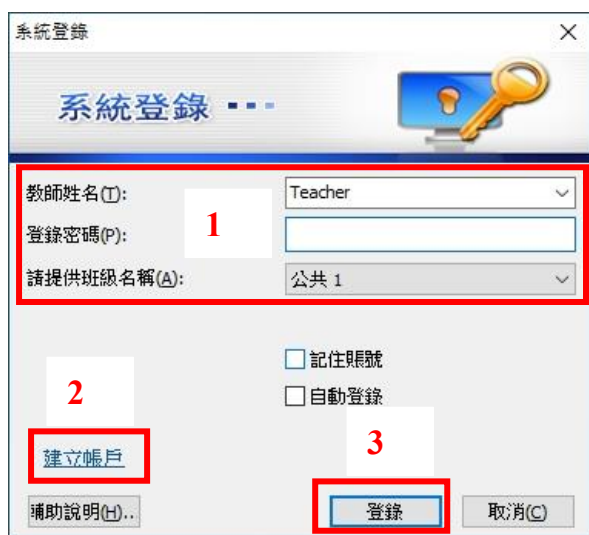 系統登錄
系統登錄
教師姓名(T): Teacher
1
登錄密碼(P):
請提供班級名稱(A): 公共 1
記住賬號
2
自動登錄
3
建立帳戶
補助說明(H)..
登錄
取消(C)